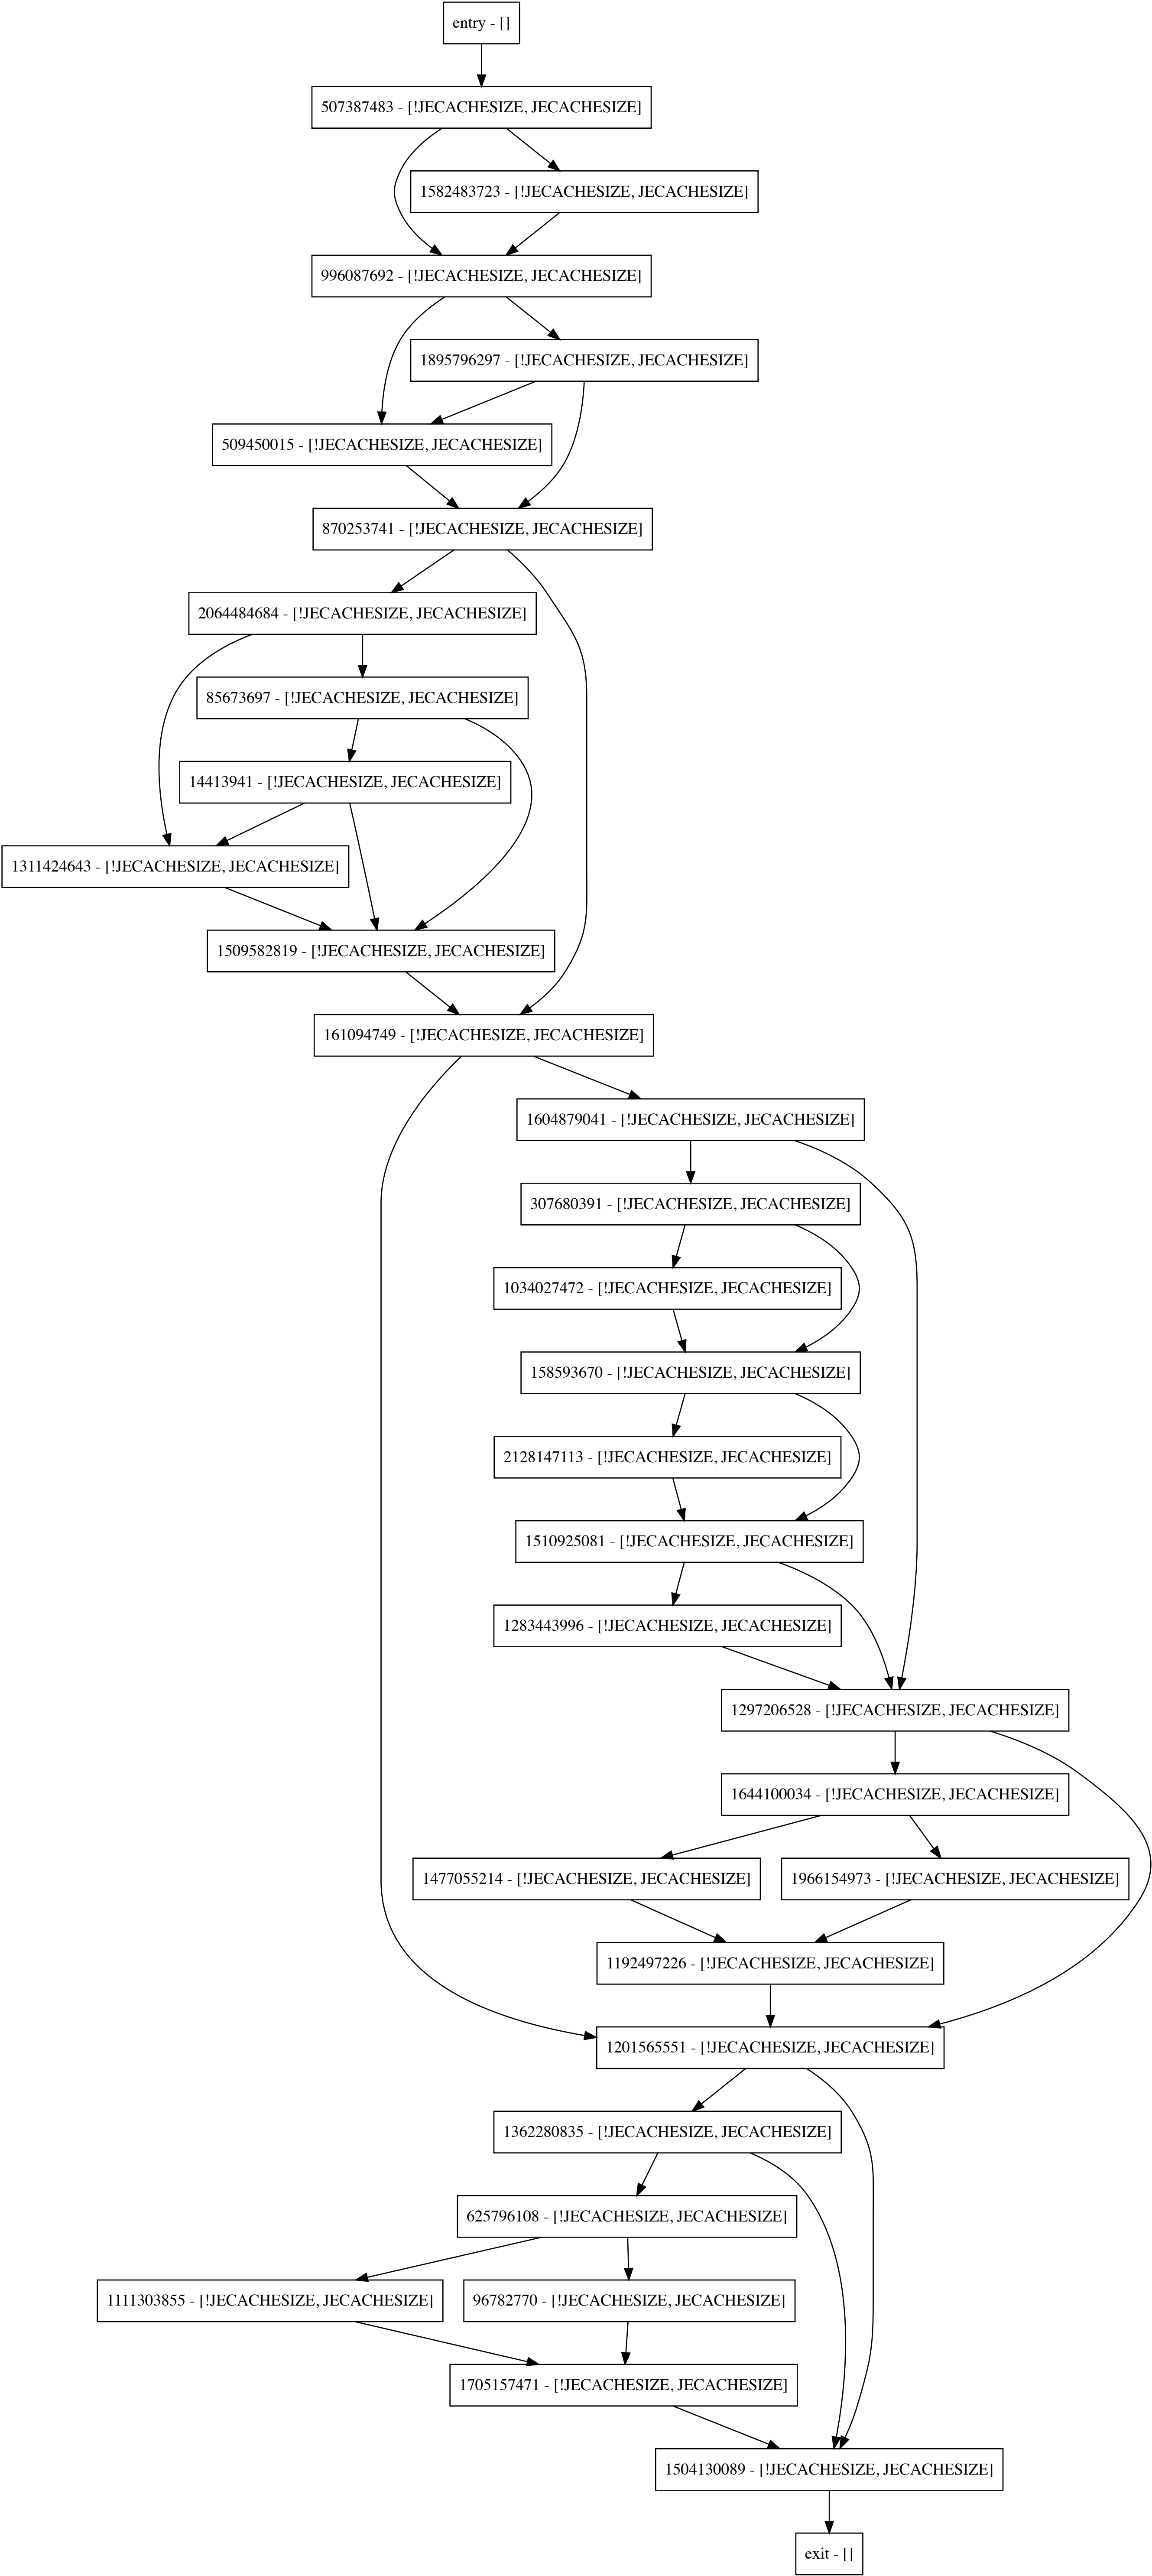 entry - []
507387483 - [!JECACHESIZE, JECACHESIZE]
1582483723 - [!JECACHESIZE, JECACHESIZE]
996087692 - [!JECACHESIZE, JECACHESIZE]
1895796297 - [!JECACHESIZE, JECACHESIZE]
509450015 - [!JECACHESIZE, JECACHESIZE]
870253741 - [!JECACHESIZE, JECACHESIZE]
2064484684 - [!JECACHESIZE, JECACHESIZE]
85673697 - [!JECACHESIZE, JECACHESIZE]
14413941 - [!JECACHESIZE, JECACHESIZE]
1311424643 - [!JECACHESIZE, JECACHESIZE]
1509582819 - [!JECACHESIZE, JECACHESIZE]
161094749 - [!JECACHESIZE, JECACHESIZE]
1604879041 - [!JECACHESIZE, JECACHESIZE]
307680391 - [!JECACHESIZE, JECACHESIZE]
1034027472 - [!JECACHESIZE, JECACHESIZE]
158593670 - [!JECACHESIZE, JECACHESIZE]
2128147113 - [!JECACHESIZE, JECACHESIZE]
1510925081 - [!JECACHESIZE, JECACHESIZE]
1283443996 - [!JECACHESIZE, JECACHESIZE]
1297206528 - [!JECACHESIZE, JECACHESIZE]
1644100034 - [!JECACHESIZE, JECACHESIZE]
1477055214 - [!JECACHESIZE, JECACHESIZE]
1966154973 - [!JECACHESIZE, JECACHESIZE]
1192497226 - [!JECACHESIZE, JECACHESIZE]
1201565551 - [!JECACHESIZE, JECACHESIZE]
1362280835 - [!JECACHESIZE, JECACHESIZE]
625796108 - [!JECACHESIZE, JECACHESIZE]
1111303855 - [!JECACHESIZE, JECACHESIZE]
96782770 - [!JECACHESIZE, JECACHESIZE]
1705157471 - [!JECACHESIZE, JECACHESIZE]
1504130089 - [!JECACHESIZE, JECACHESIZE]
exit - []